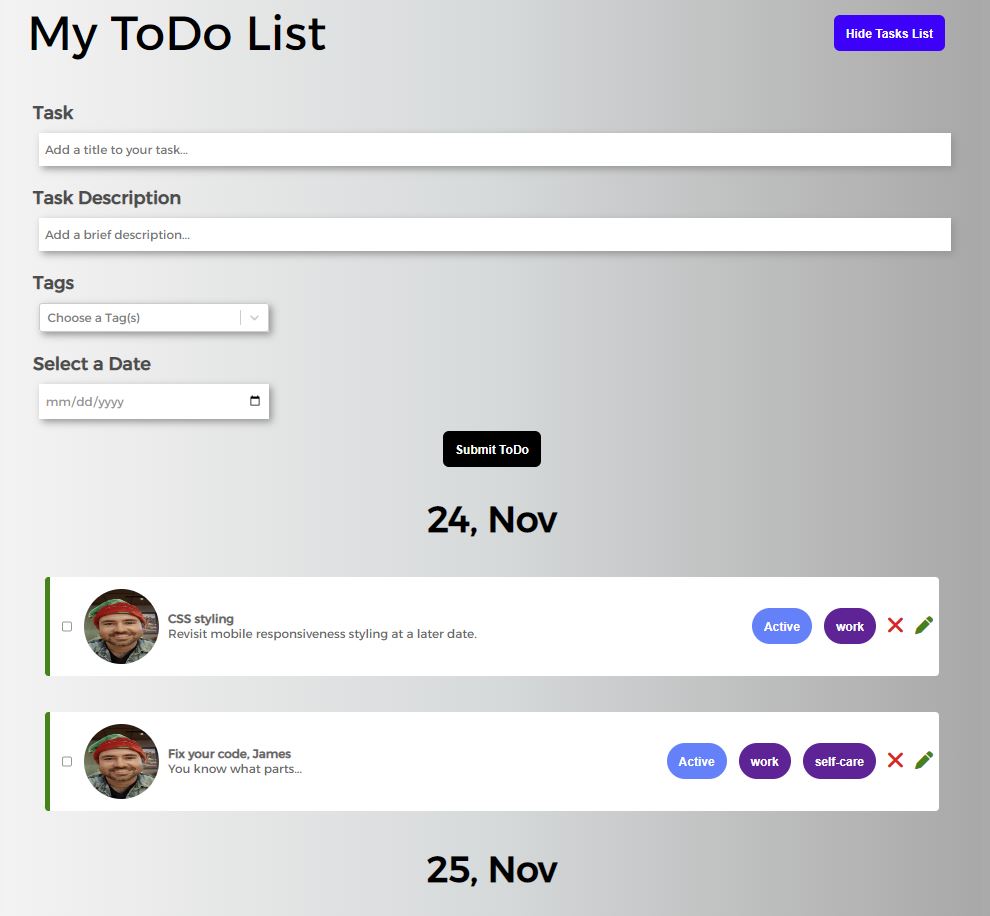 My ToDo List
Hide Tasks List
Task
Add a title to your task...
Task Description
Add a brief description...
Tags
Choose a Tag(s)
Select a Date
mm/dd/yyyy
Submit ToDo
24, Nov
CSS styling
Revisit mobile responsiveness styling at a later date.
Active
work
Fix your code, James
You know what parts...
Active
work
self-care
25, Nov